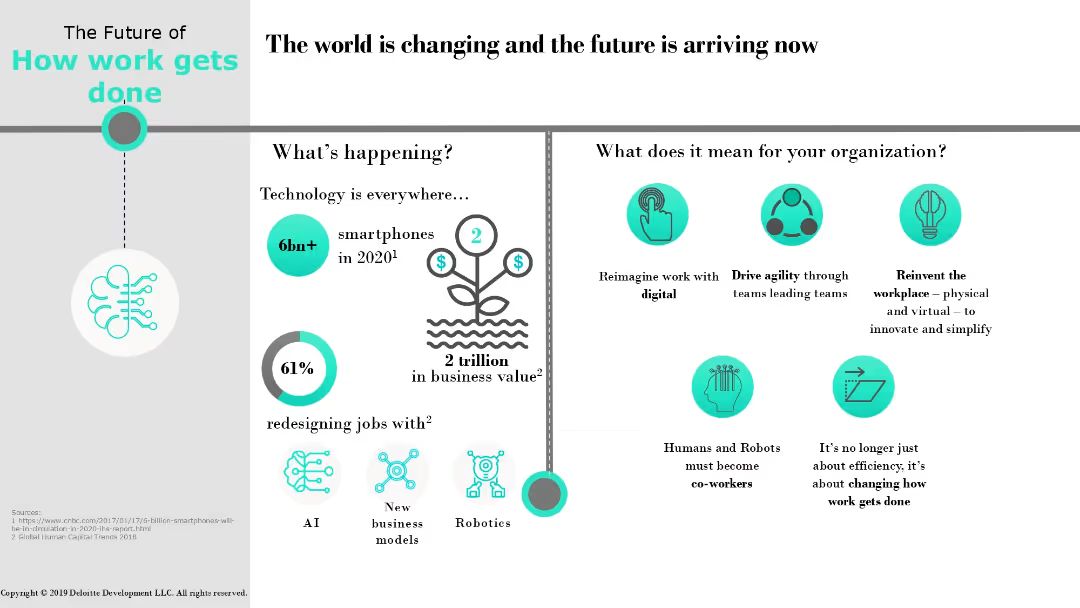 The Future of
How work gets
done
The world is changing and the future is arriving now
What's happening?
Technology is everywhere...
6bn+
smartphones
in 2020¹
2
$ $
2 trillion
in business value²
61%
redesigning jobs with²
AI
New
business
models
Robotics
What does it mean for your organization?
Reimagine work with
digital
Drive agility through
teams leading teams
Reinvent the
workplace – physical
and virtual – to
innovate and simplify
Humans and Robots
must become
co-workers
It's no longer just
about efficiency, it's
about changing how
work gets done
Sources:
1 https://www.cnbc.com/2017/01/17/6-billion-smartphones-will-
be-in-circulation-in-2020-ihs-report.html
2 Global Human Capital Trends 2018
Copyright © 2019 Deloitte Development LLC. All rights reserved.